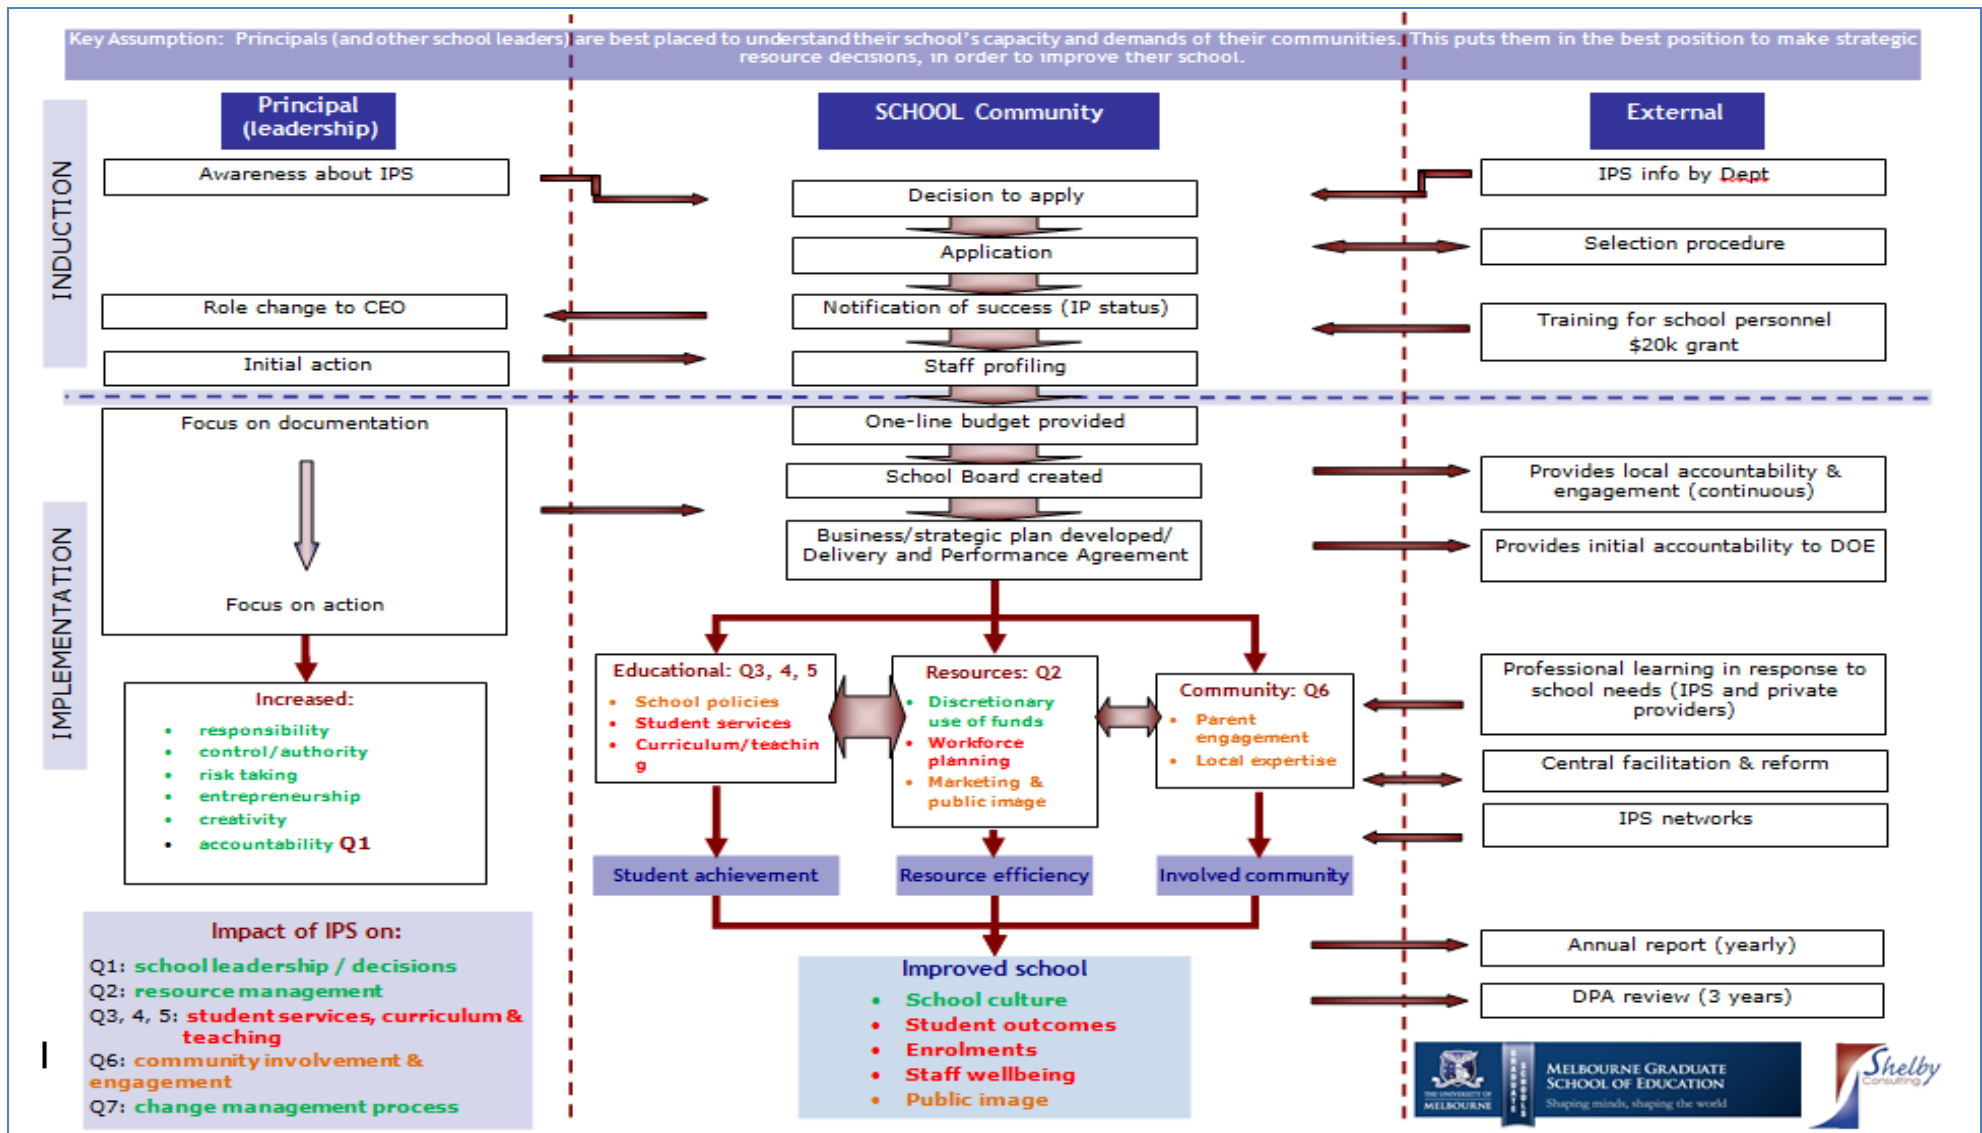 Key Assumption: Principals (and other school leaders) are best placed to understand their school's capacity and demands of their communities. This puts them in the best position to make strategic
resource decisions, in order to improve their school.
Principal
(leadership)
SCHOOL Community
External
INDUCTION
Awareness about IPS
Decision to apply
IPS info by Dept
Application
Selection procedure
Role change to CEO
Notification of success (IP status)
Training for school personnel
$20k grant
Initial action
Staff profiling
IMPLEMENTATION
Focus on documentation
Focus on action
One-line budget provided
School Board created
Provides local accountability &
engagement (continuous)
Business/strategic plan developed/
Delivery and Performance Agreement
Provides initial accountability to DOE
Increased:
• responsibility
• control/authority
• risk taking
• entrepreneurship
• creativity
• accountability Q1
Educational: Q3, 4, 5
• School policies
• Student services
• Curriculum/teachin
g
Resources: Q2
• Discretionary
use of funds
• Workforce
planning
• Marketing &
public image
Community: Q6
• Parent
engagement
• Local expertise
Professional learning in response to
school needs (IPS and private
providers)
Central facilitation & reform
IPS networks
Student achievement
Resource efficiency
Involved community
Impact of IPS on:
Q1: school leadership / decisions
Q2: resource management
Q3, 4, 5: student services, curriculum &
teaching
Q6: community involvement &
engagement
Q7: change management process
Improved school
• School culture
• Student outcomes
• Enrolments
• Staff wellbeing
• Public image
Annual report (yearly)
DPA review (3 years)
THE UNIVERSITY OF
MELBOURNE
GRADUATE
SCHOOLS
MELBOURNE GRADUATE
SCHOOL OF EDUCATION
Shaping minds, shaping the world
Shelby
Consulting